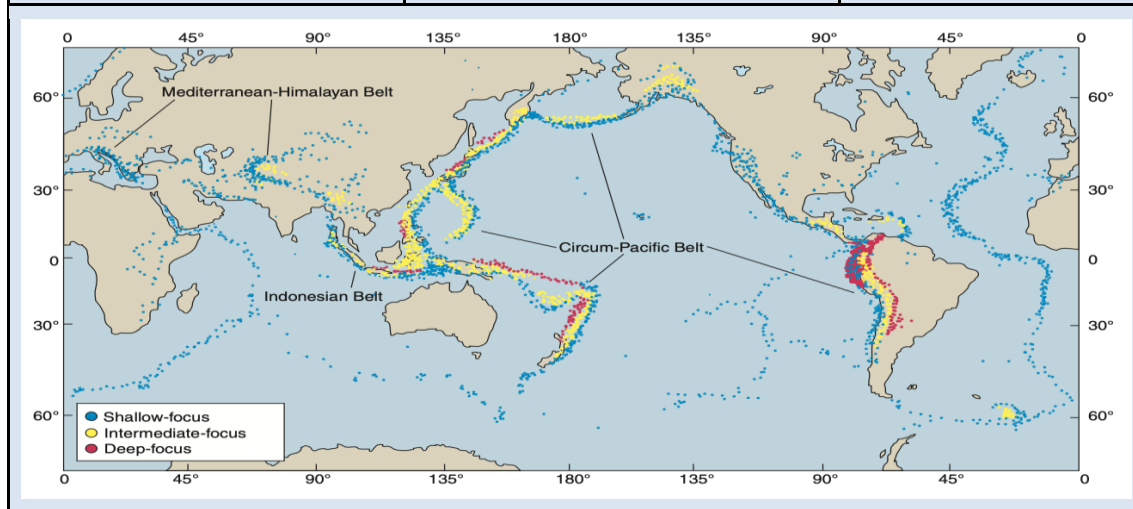 0 45° 90° 135° 180° 135° 90° 45° 0
Mediterranean-Himalayan Belt
60° 60°
30° 30°
Circum-Pacific Belt
0 0
Indonesian Belt
30° 30°
60° 60°
Shallow-focus
Intermediate-focus
Deep-focus
0 45° 90° 135° 180° 135° 90° 45° 0